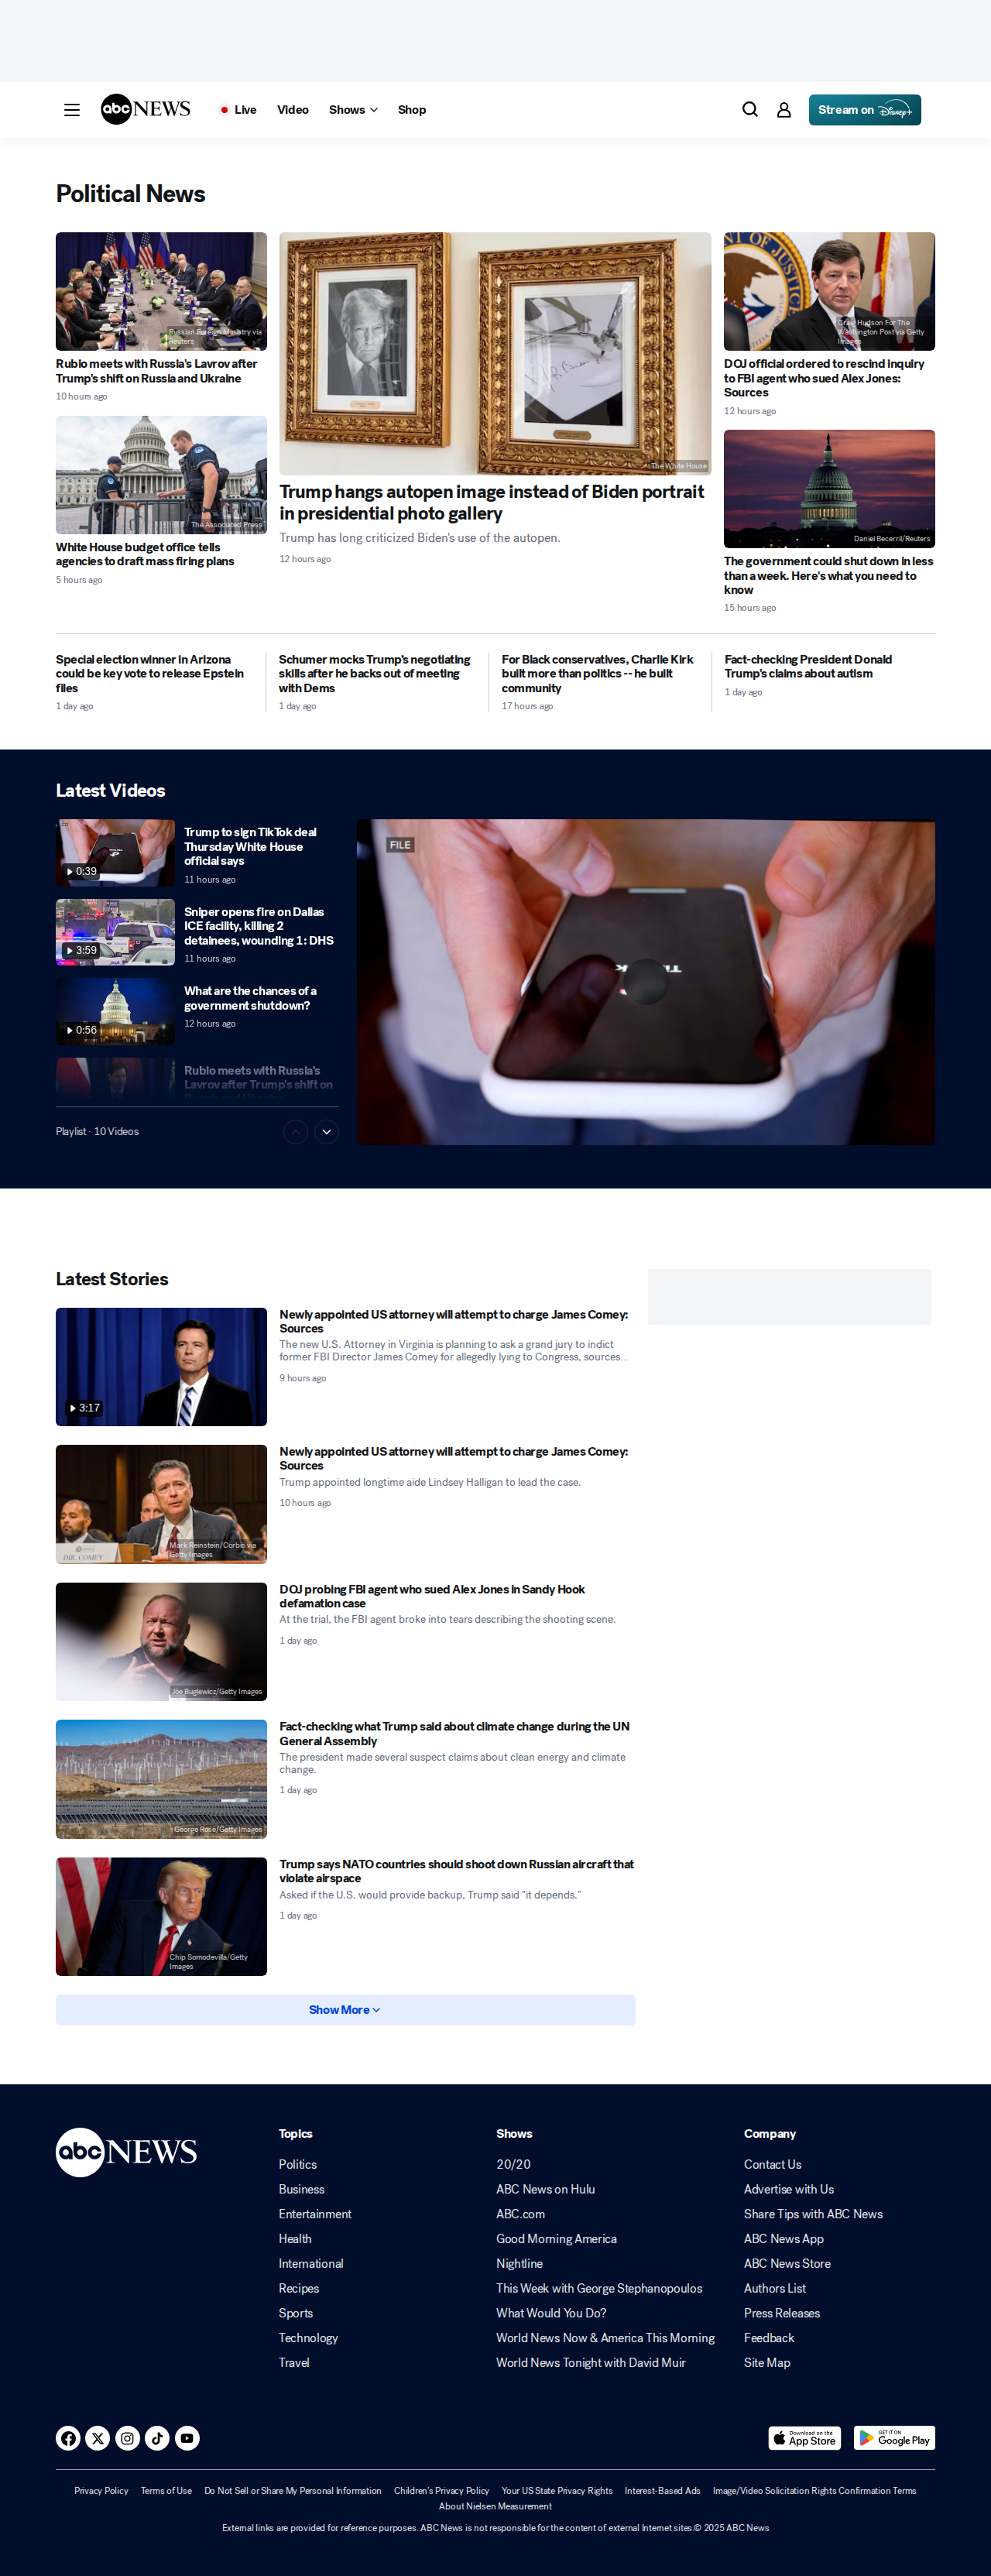 abc NEWS
Live
Video
Shows
Shop
Stream on Disney+
Political News
Russian Foreign Ministry via
Reuters
Rubio meets with Russia's Lavrov after
Trump's shift on Russia and Ukraine
10 hours ago
The Associated Press
White House budget office tells
agencies to draft mass firing plans
5 hours ago
The White House
Trump hangs autopen image instead of Biden portrait
in presidential photo gallery
Trump has long criticized Biden's use of the autopen.
12 hours ago
Craig Hudson For The
Washington Post via Getty
Images
DOJ official ordered to rescind inquiry
to FBI agent who sued Alex Jones:
Sources
12 hours ago
Daniel Becerril/Reuters
The government could shut down in less
than a week. Here's what you need to
know
15 hours ago
Special election winner in Arizona
could be key vote to release Epstein
files
1 day ago
Schumer mocks Trump's negotiating
skills after he backs out of meeting
with Dems
1 day ago
For Black conservatives, Charlie Kirk
built more than politics -- he built
community
17 hours ago
Fact-checking President Donald
Trump's claims about autism
1 day ago
Latest Videos
0:39
Trump to sign TikTok deal
Thursday White House
official says
11 hours ago
3:59
Sniper opens fire on Dallas
ICE facility, killing 2
detainees, wounding 1: DHS
11 hours ago
0:56
What are the chances of a
government shutdown?
12 hours ago
Rubio meets with Russia's
Lavrov after Trump's shift on
Russia and Ukraine
Playlist · 10 Videos
FILE
Latest Stories
3:17
Newly appointed US attorney will attempt to charge James Comey:
Sources
The new U.S. Attorney in Virginia is planning to ask a grand jury to indict
former FBI Director James Comey for allegedly lying to Congress, sources...
9 hours ago
DIR. COMEY
Mark Reinstein/Corbis via
Getty Images
Newly appointed US attorney will attempt to charge James Comey:
Sources
Trump appointed longtime aide Lindsey Halligan to lead the case.
10 hours ago
Joe Buglewicz/Getty Images
DOJ probing FBI agent who sued Alex Jones in Sandy Hook
defamation case
At the trial, the FBI agent broke into tears describing the shooting scene.
1 day ago
George Rose/Getty Images
Fact-checking what Trump said about climate change during the UN
General Assembly
The president made several suspect claims about clean energy and climate
change.
1 day ago
Chip Somodevilla/Getty
Images
Trump says NATO countries should shoot down Russian aircraft that
violate airspace
Asked if the U.S. would provide backup, Trump said "it depends."
1 day ago
Show More
abc NEWS
Topics
Politics
Business
Entertainment
Health
International
Recipes
Sports
Technology
Travel
Shows
20/20
ABC News on Hulu
ABC.com
Good Morning America
Nightline
This Week with George Stephanopoulos
What Would You Do?
World News Now & America This Morning
World News Tonight with David Muir
Company
Contact Us
Advertise with Us
Share Tips with ABC News
ABC News App
ABC News Store
Authors List
Press Releases
Feedback
Site Map
Download on the
App Store
GET IT ON
Google Play
Privacy Policy Terms of Use Do Not Sell or Share My Personal Information Children's Privacy Policy Your US State Privacy Rights Interest-Based Ads Image/Video Solicitation Rights Confirmation Terms
About Nielsen Measurement
External links are provided for reference purposes. ABC News is not responsible for the content of external Internet sites.© 2025 ABC News